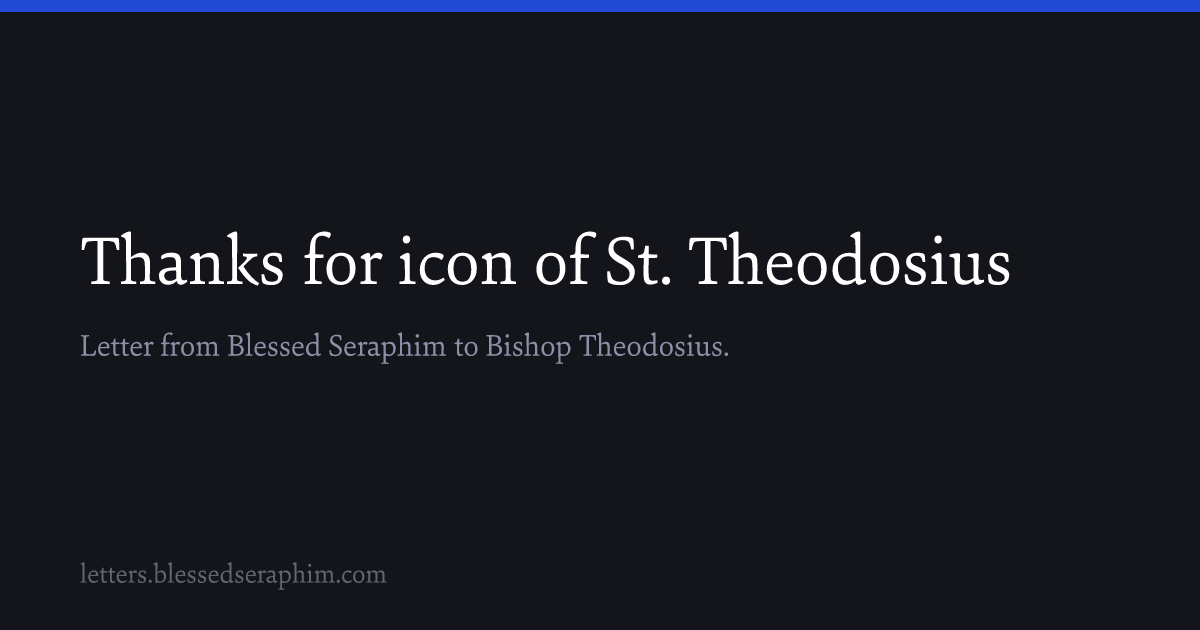 Thanks for icon of St. Theodosius
Letter from Blessed Seraphim to Bishop Theodosius.
letters.blessedseraphim.com